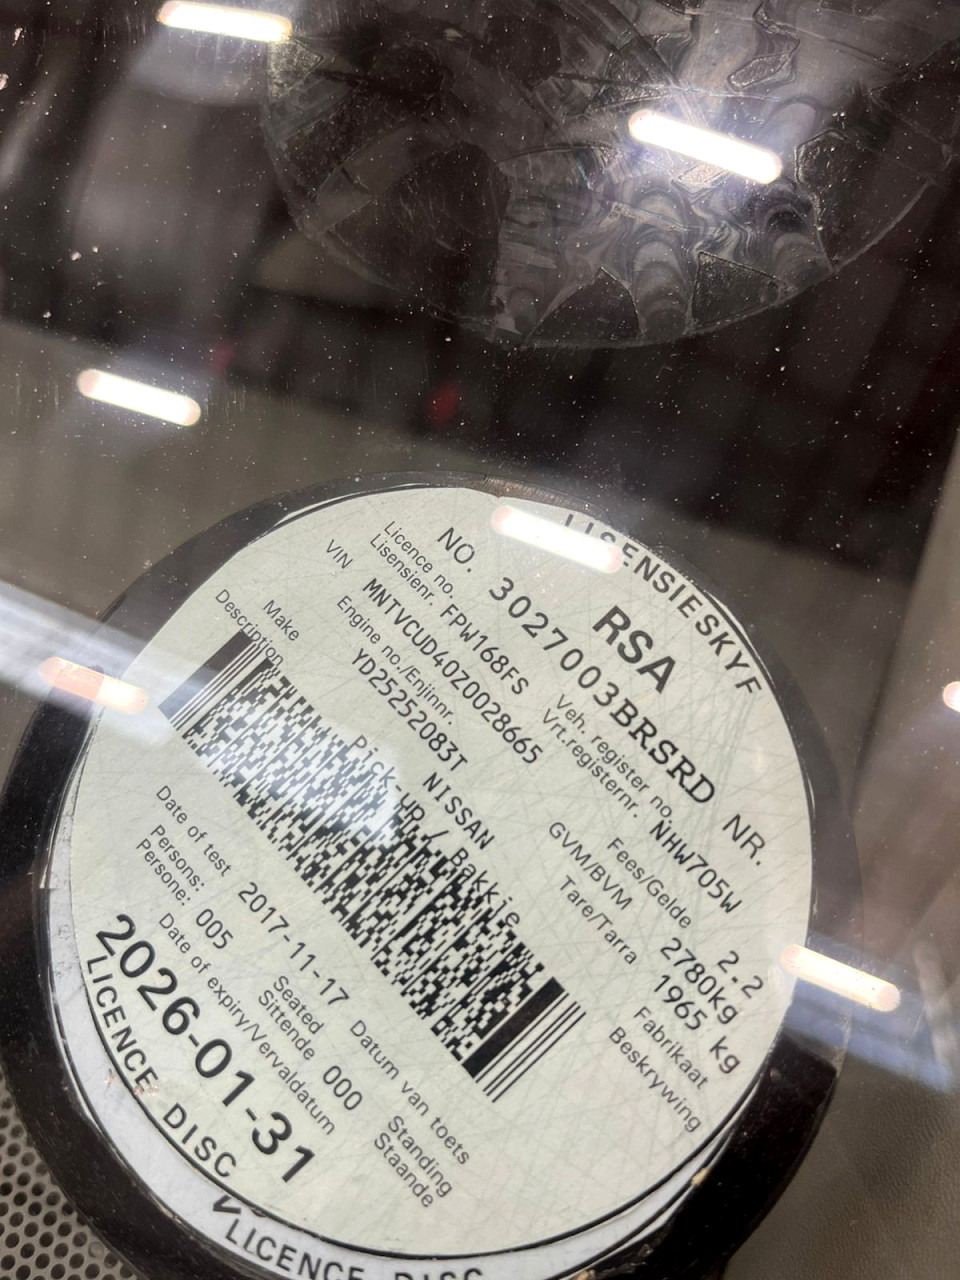 LISENSIESKYF
RSA
NO. 3027003BRSRD NR.
Licence no. FPW168FS Veh. register no. NHW705W
Lisensienr. Vrt.registernr.
VIN MNTVCUD40Z0028665 Fees/Gelde 2.2
Engine no./Enjinnr. YD25252083T GVM/BVM 2780kg
Tare/Tarra 1965 kg
Make NISSAN Fabrikaat
Description Pick UP/ Bakkie Beskrywing
Date of test 2017-11-17 Datum van toets
Persons: 005 Seated 000 Standing
Persone: Sittende Staande
Date of expiry/Vervaldatum
2026-01-31
LICENCE DISC
LICENCE DISC